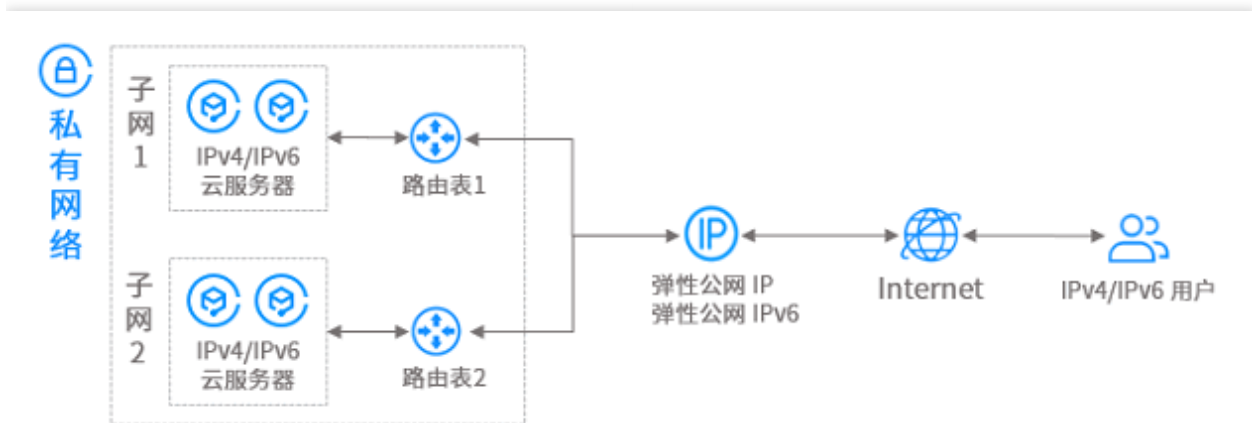 私有网络
子网1
IPv4/IPv6
云服务器
路由表1
子网2
IPv4/IPv6
云服务器
路由表2
IP
弹性公网 IP
弹性公网 IPv6
Internet
IPv4/IPv6 用户